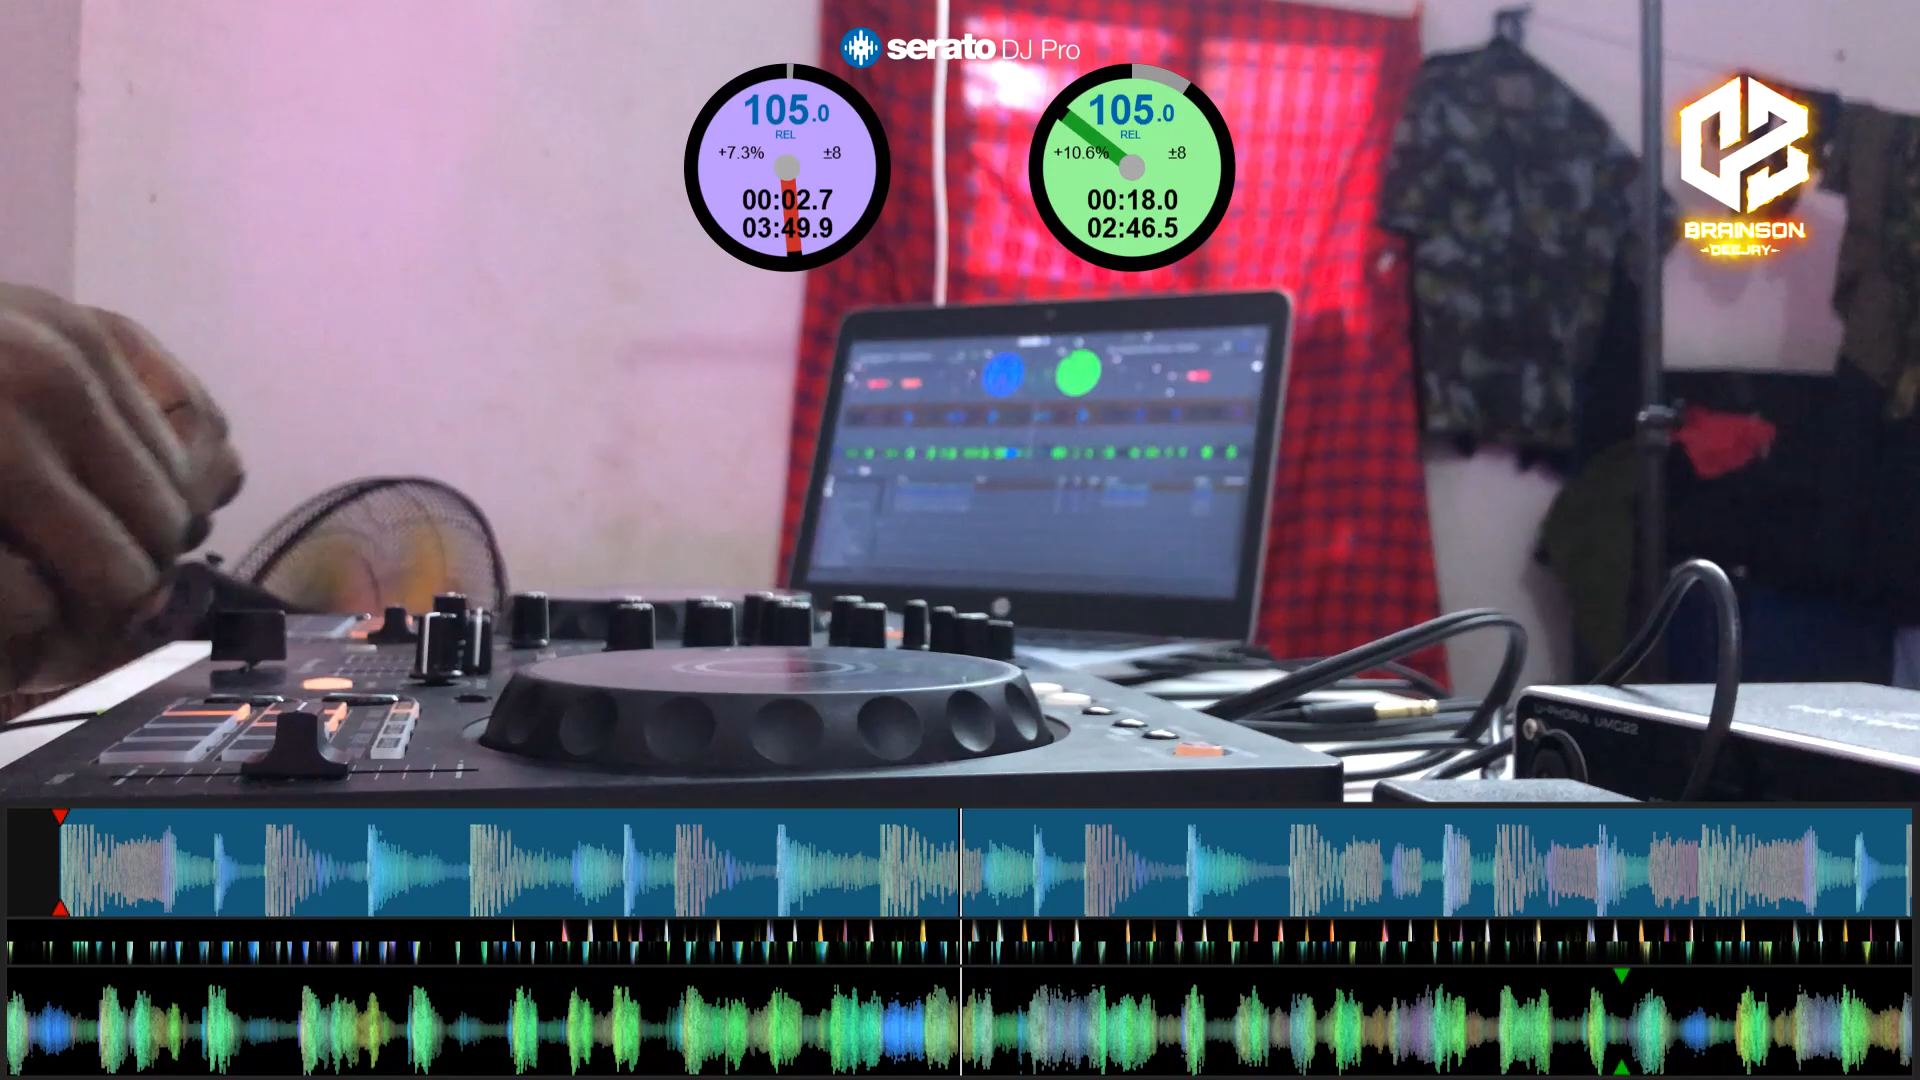 serato DJ Pro
105.0
REL
+7.3% ±8
00:02.7
03:49.9
105.0
REL
+10.6% ±8
00:18.0
02:46.5
BRAINSON
DEEJAY
U-PHORIA UMC22